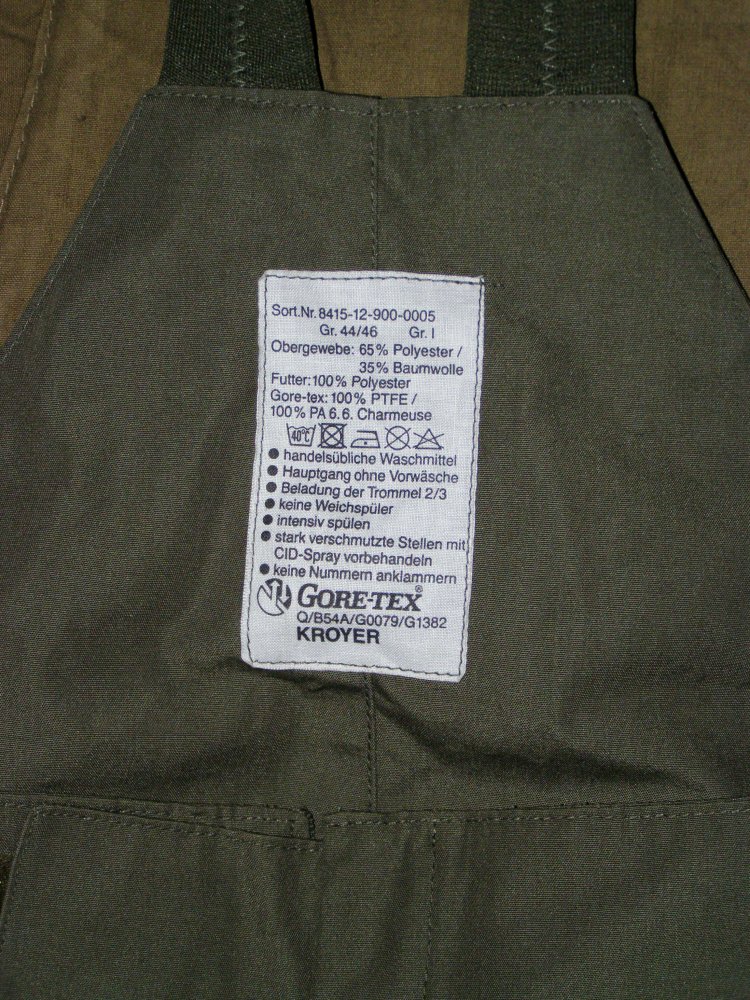 Sort.Nr. 8415-12-900-0005
Gr. 44/46 Gr. I
Obergewebe: 65% Polyester /
35% Baumwolle
Futter: 100% Polyester
Gore-tex: 100% PTFE /
100% PA 6.6. Charmeuse
40°C
● handelsübliche Waschmittel
● Hauptgang ohne Vorwäsche
● Beladung der Trommel 2/3
● keine Weichspüler
● intensiv spülen
● stark verschmutzte Stellen mit
CID-Spray vorbehandeln
● keine Nummern anklammern
GORE-TEX®
Q/B54A/G0079/G1382
KROYER